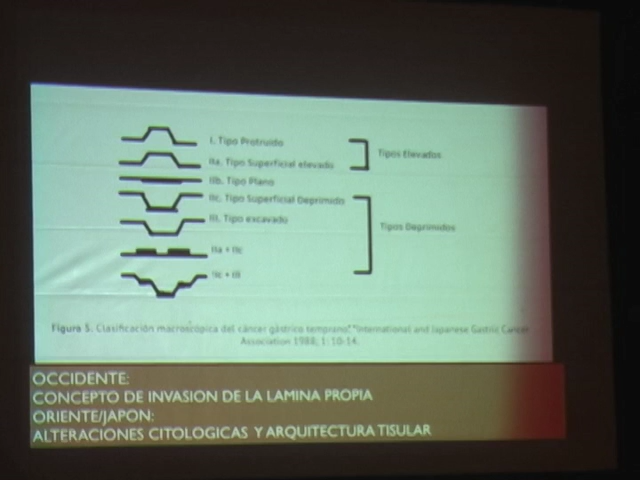 I. Tipo Protruido
IIa. Tipo Superficial elevado
Tipos Elevados
IIb. Tipo Plano
IIc. Tipo Superficial Deprimido
III. Tipo excavado
Tipos Deprimidos
IIa + IIc
IIc + III
Figura 5. Clasificación macroscópica del cáncer gástrico temprano. "International and Japanese Gastric Cancer
Association 1988; 1: 10-14.
OCCIDENTE:
CONCEPTO DE INVASION DE LA LAMINA PROPIA
ORIENTE/JAPON:
ALTERACIONES CITOLOGICAS Y ARQUITECTURA TISULAR